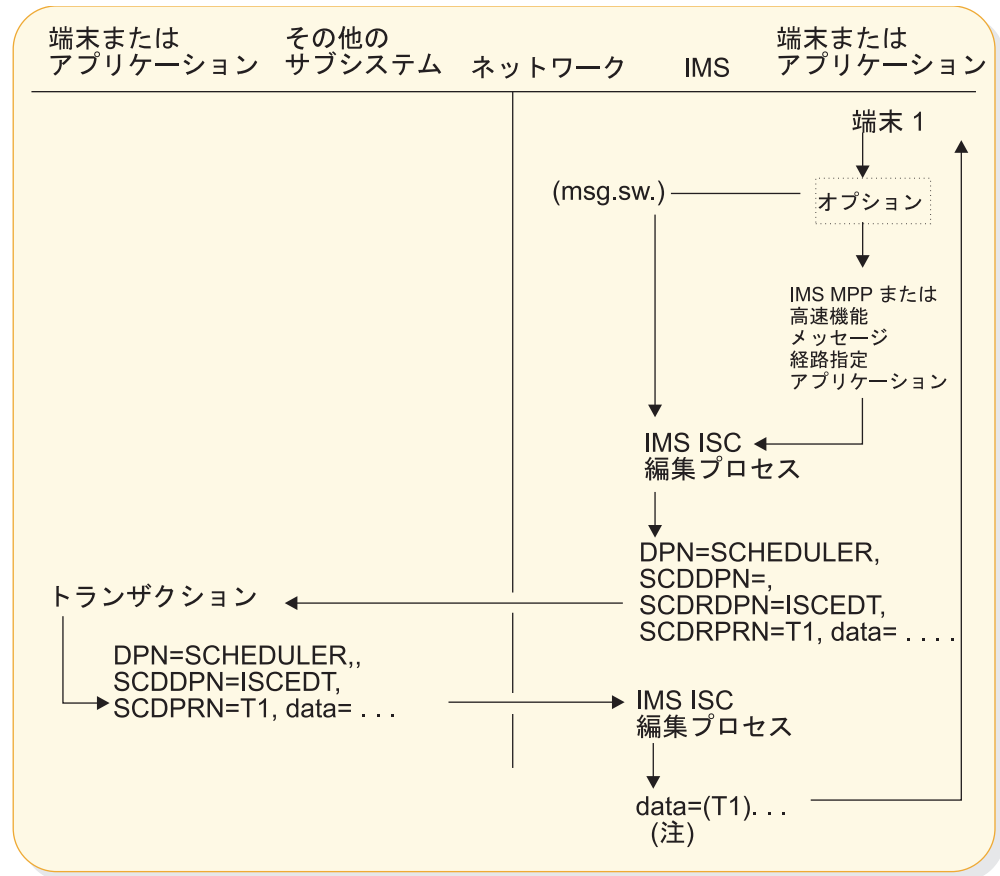 端末または
アプリケーション
その他の
サブシステム
ネットワーク
IMS
端末または
アプリケーション
端末 1
(msg.sw.)
オプション
IMS MPP または
高速機能
メッセージ
経路指定
アプリケーション
IMS ISC
編集プロセス
DPN=SCHEDULER,
SCDDPN=,
SCDRDPN=ISCEDT,
SCDRPRN=T1, data= . . . .
トランザクション
DPN=SCHEDULER,,
SCDDPN=ISCEDT,
SCDPRN=T1, data= . . .
IMS ISC
編集プロセス
data=(T1). . .
(注)